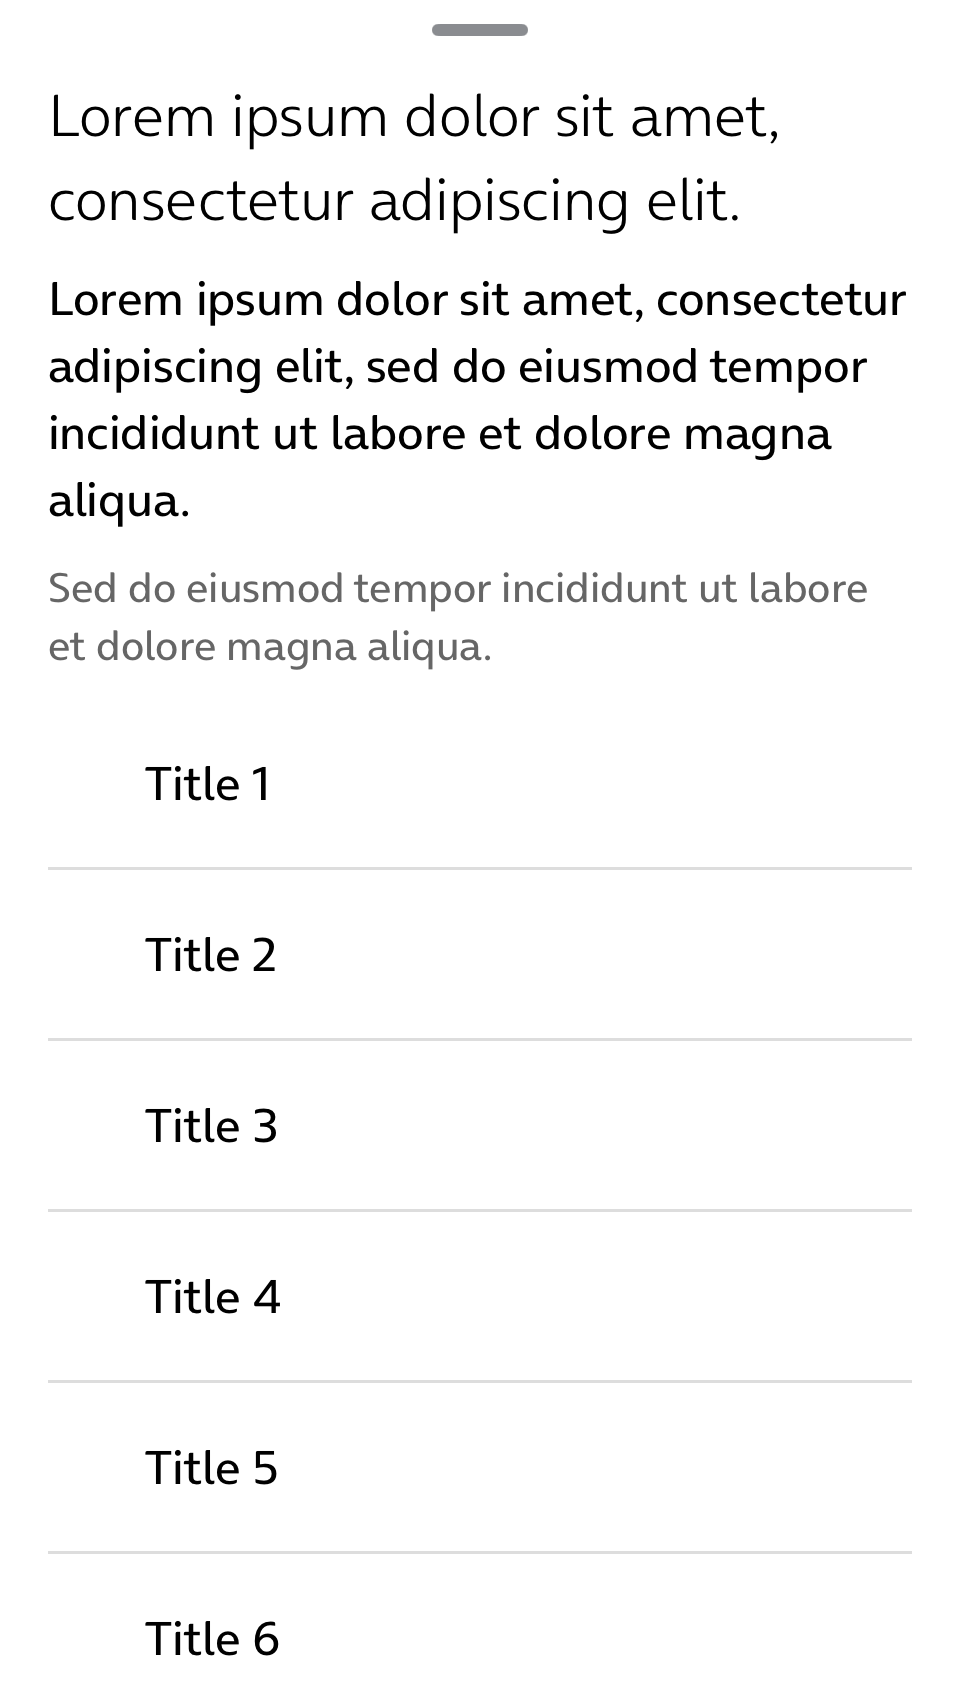 Lorem ipsum dolor sit amet,
consectetur adipiscing elit.
Lorem ipsum dolor sit amet, consectetur
adipiscing elit, sed do eiusmod tempor
incididunt ut labore et dolore magna
aliqua.
Sed do eiusmod tempor incididunt ut labore
et dolore magna aliqua.
Title 1
Title 2
Title 3
Title 4
Title 5
Title 6